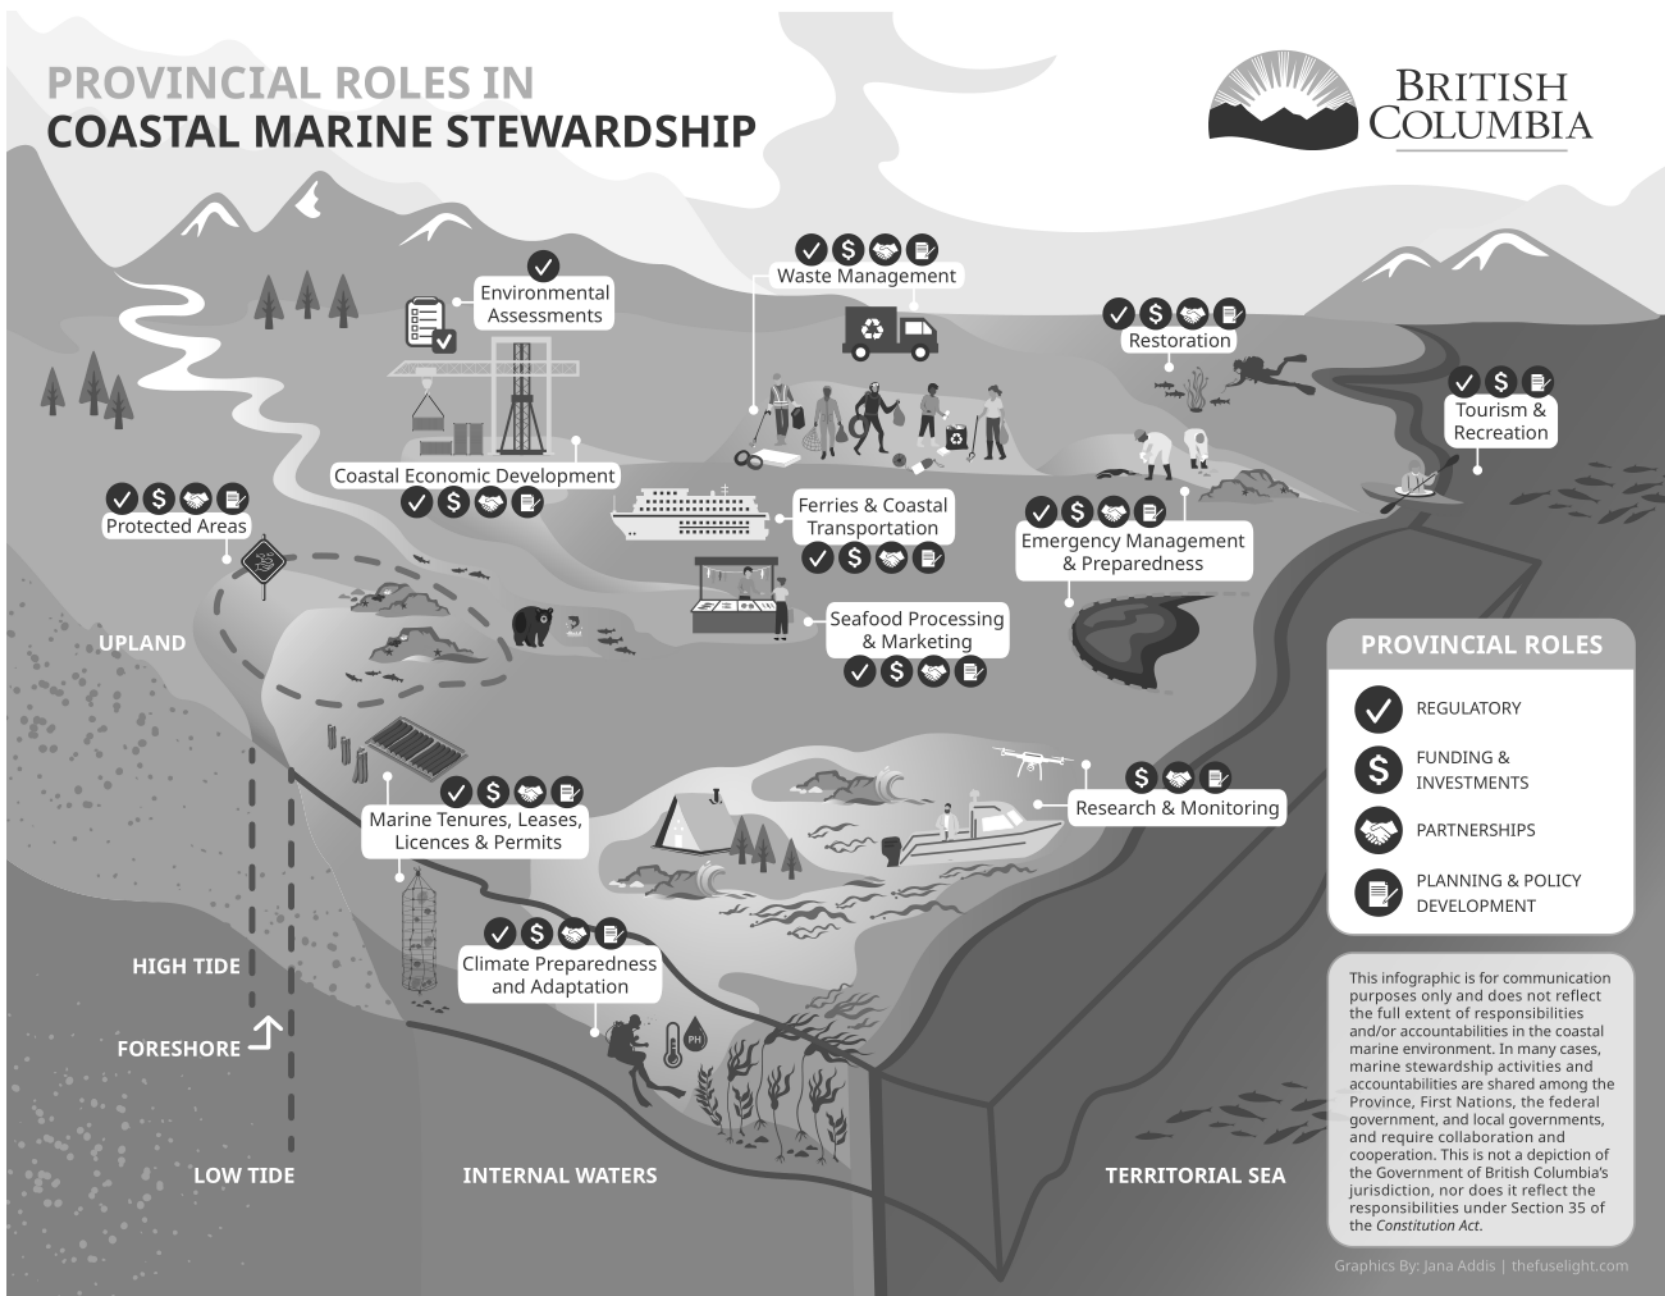 PROVINCIAL ROLES IN
COASTAL MARINE STEWARDSHIP
BRITISH
COLUMBIA
Environmental
Assessments
Waste Management
Restoration
Tourism &
Recreation
Coastal Economic Development
Protected Areas
Ferries & Coastal
Transportation
Emergency Management
& Preparedness
Seafood Processing
& Marketing
UPLAND
Marine Tenures, Leases,
Licences & Permits
Research & Monitoring
Climate Preparedness
and Adaptation
PH
HIGH TIDE
FORESHORE
LOW TIDE
INTERNAL WATERS
TERRITORIAL SEA
PROVINCIAL ROLES
REGULATORY
FUNDING &
INVESTMENTS
PARTNERSHIPS
PLANNING & POLICY
DEVELOPMENT
This infographic is for communication
purposes only and does not reflect
the full extent of responsibilities
and/or accountabilities in the coastal
marine environment. In many cases,
marine stewardship activities and
accountabilities are shared among the
Province, First Nations, the federal
government, and local governments,
and require collaboration and
cooperation. This is not a depiction of
the Government of British Columbia's
jurisdiction, nor does it reflect the
responsibilities under Section 35 of
the Constitution Act.
Graphics By: Jana Addis | thefuselight.com